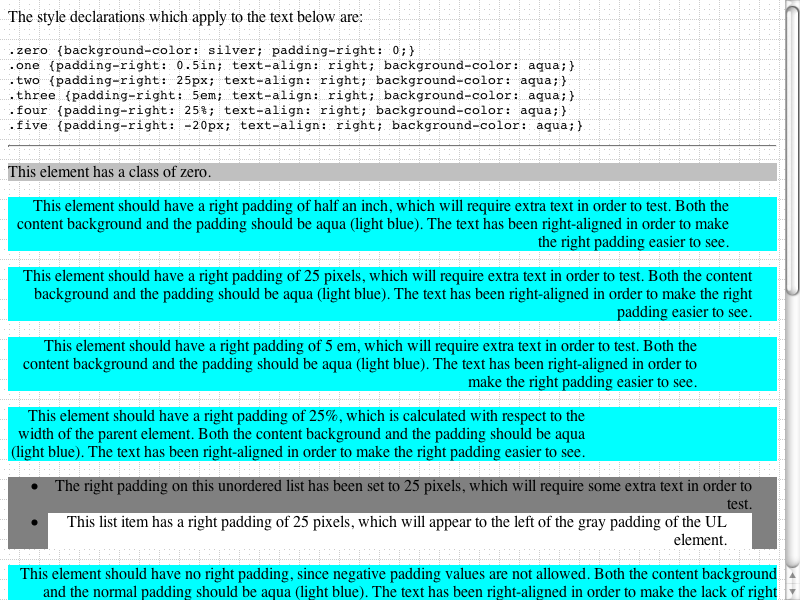 The style declarations which apply to the text below are:
.zero {background-color: silver; padding-right: 0;}
.one {padding-right: 0.5in; text-align: right; background-color: aqua;}
.two {padding-right: 25px; text-align: right; background-color: aqua;}
.three {padding-right: 5em; text-align: right; background-color: aqua;}
.four {padding-right: 25%; text-align: right; background-color: aqua;}
.five {padding-right: -20px; text-align: right; background-color: aqua;}
This element has a class of zero.
This element should have a right padding of half an inch, which will require extra text in order to test. Both the
content background and the padding should be aqua (light blue). The text has been right-aligned in order to make
the right padding easier to see.
This element should have a right padding of 25 pixels, which will require extra text in order to test. Both the content
background and the padding should be aqua (light blue). The text has been right-aligned in order to make the right
padding easier to see.
This element should have a right padding of 5 em, which will require extra text in order to test. Both the
content background and the padding should be aqua (light blue). The text has been right-aligned in order to
make the right padding easier to see.
This element should have a right padding of 25%, which is calculated with respect to the
width of the parent element. Both the content background and the padding should be aqua
(light blue). The text has been right-aligned in order to make the right padding easier to see.
• The right padding on this unordered list has been set to 25 pixels, which will require some extra text in order to
test.
• This list item has a right padding of 25 pixels, which will appear to the left of the gray padding of the UL
element.
This element should have no right padding, since negative padding values are not allowed. Both the content background
and the normal padding should be aqua (light blue). The text has been right-aligned in order to make the lack of right